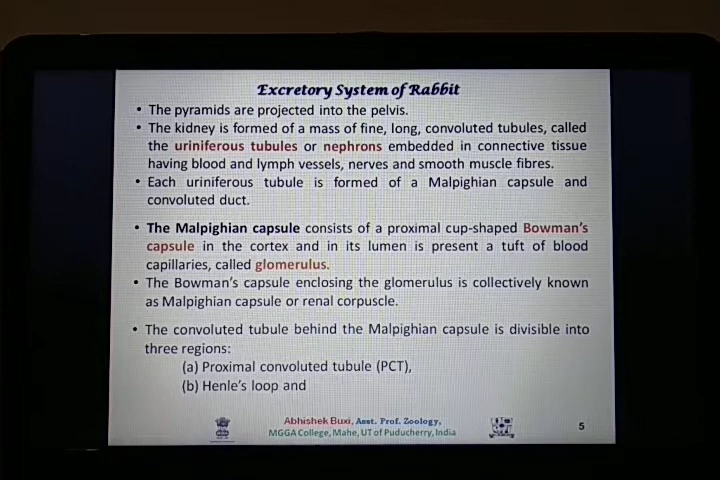 Excretory System of Rabbit
• The pyramids are projected into the pelvis.
• The kidney is formed of a mass of fine, long, convoluted tubules, called
the uriniferous tubules or nephrons embedded in connective tissue
having blood and lymph vessels, nerves and smooth muscle fibres.
• Each uriniferous tubule is formed of a Malpighian capsule and
convoluted duct.
• The Malpighian capsule consists of a proximal cup-shaped Bowman's
capsule in the cortex and in its lumen is present a tuft of blood
capillaries, called glomerulus.
• The Bowman's capsule enclosing the glomerulus is collectively known
as Malpighian capsule or renal corpuscle.
• The convoluted tubule behind the Malpighian capsule is divisible into
three regions:
(a) Proximal convoluted tubule (PCT),
(b) Henle's loop and
Abhishek Buxi, Asst. Prof. Zoology,
MGGA College, Mahe, UT of Puducherry, India
5